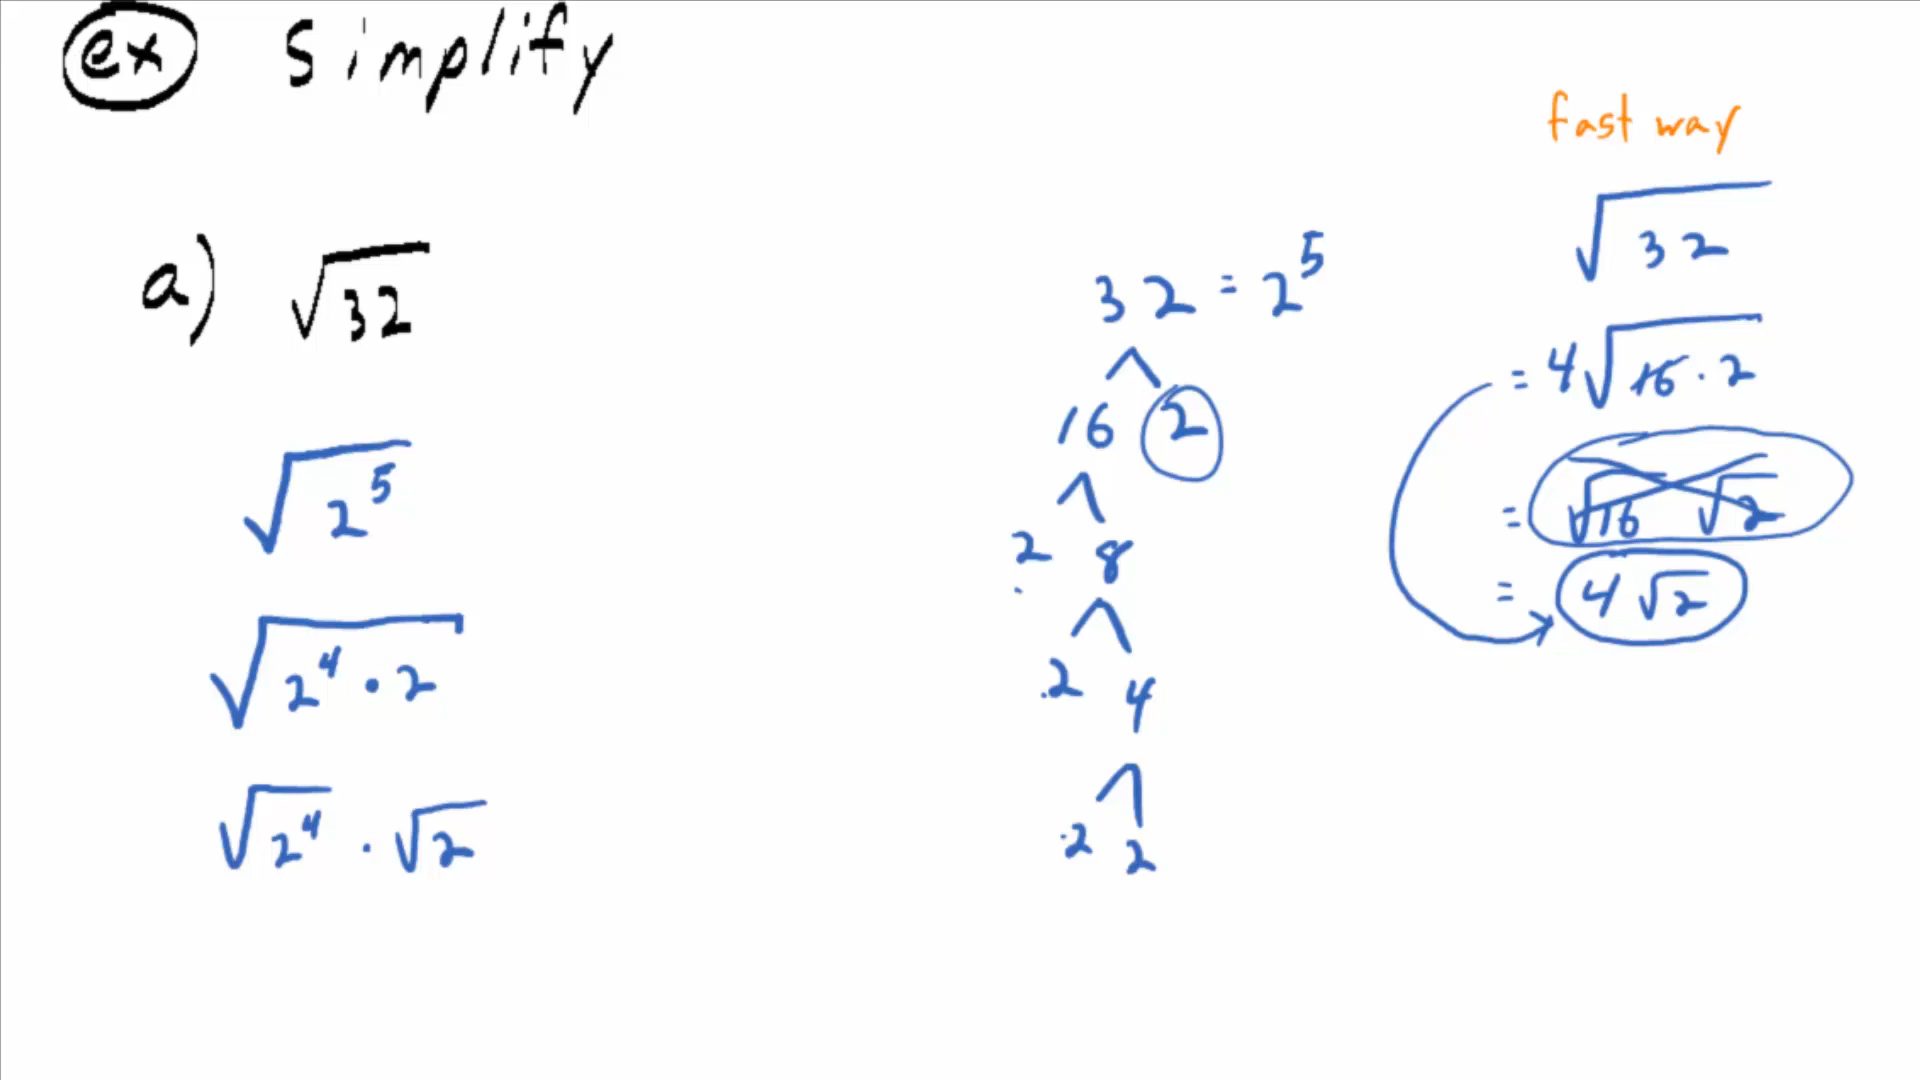 ex Simplify
a) √32
√2⁵
√2⁴ · 2
√2⁴ · √2
32 = 2⁵
16 2
2 8
2 4
2 2
fast way
√32
= 4√16 · 2
= √16 √2
= 4√2